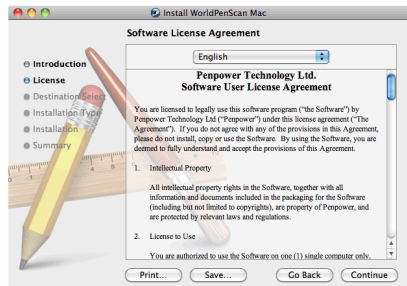 Install WorldPenScan Mac
Software License Agreement
English
Introduction
License
Destination Select
Installation Type
Installation
Summary
Penpower Technology Ltd.
Software User License Agreement
You are licensed to legally use this software program (“the Software”) by
Penpower Technology Ltd (“Penpower”) under this license agreement (“The
Agreement”). If you do not agree with any of the provisions in this Agreement,
please do not install, copy or use the Software. By using the Software, you are
deemed to fully understand and accept the provisions of this Agreement.
1. Intellectual Property
All intellectual property rights in the Software, together with all
information and documents included in the packaging for the Software
(including but not limited to copyrights), are property of Penpower, and
are protected by relevant laws and regulations.
2. License to Use
You are authorized to use the Software on one (1) single computer only.
Print...
Save...
Go Back
Continue